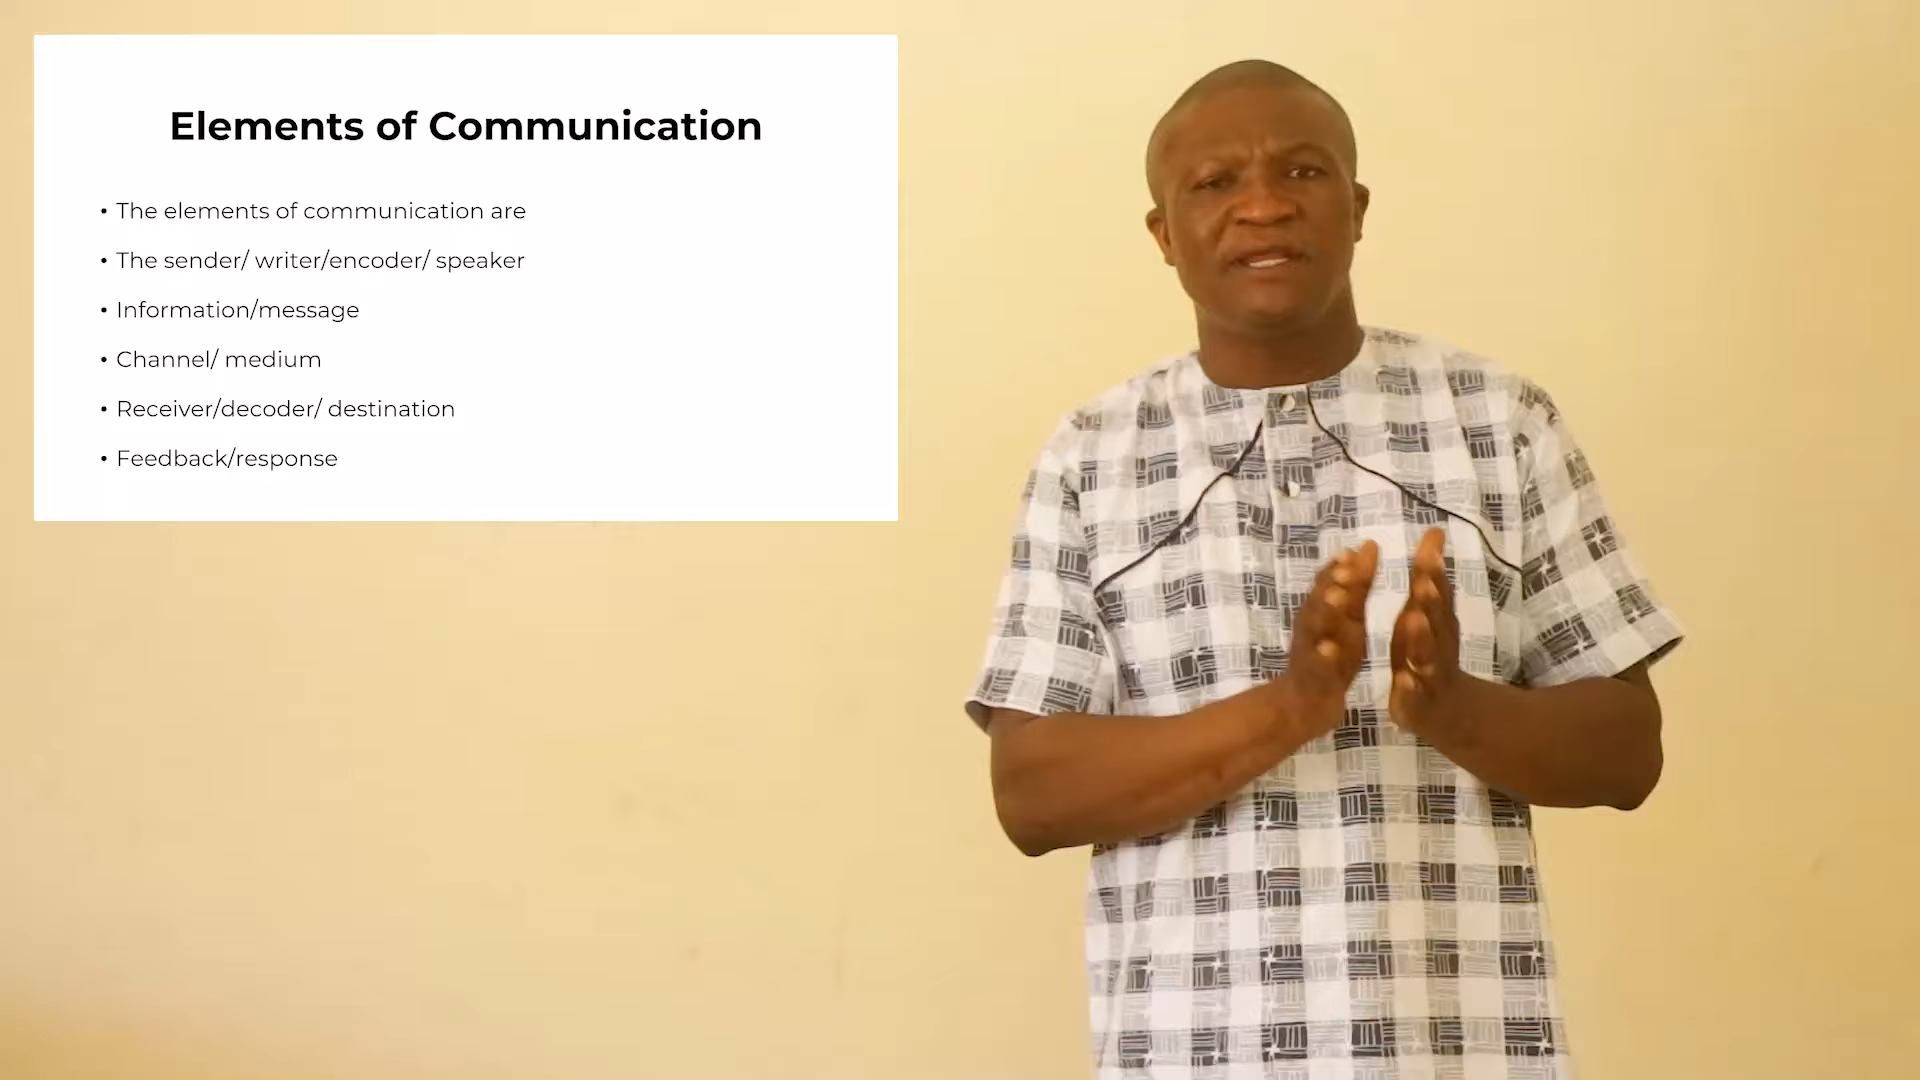 Elements of Communication
• The elements of communication are
• The sender/ writer/encoder/ speaker
• Information/message
• Channel/ medium
• Receiver/decoder/ destination
• Feedback/response